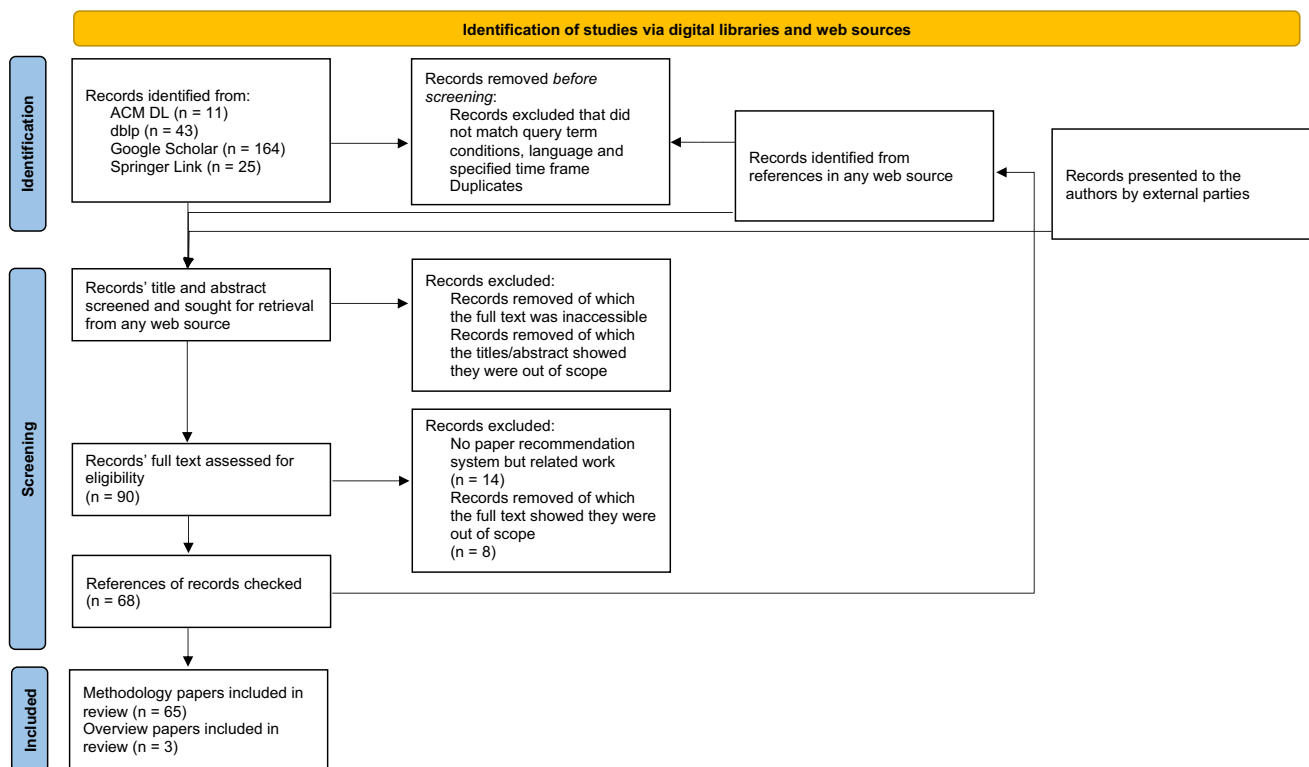 Identification of studies via digital libraries and web sources
Identification
Records identified from:
ACM DL (n = 11)
dblp (n = 43)
Google Scholar (n = 164)
Springer Link (n = 25)
Records removed before
screening:
Records excluded that did
not match query term
conditions, language and
specified time frame
Duplicates
Records identified from
references in any web source
Records presented to the
authors by external parties
Screening
Records' title and abstract
screened and sought for retrieval
from any web source
Records excluded:
Records removed of which
the full text was inaccessible
Records removed of which
the titles/abstract showed
they were out of scope
Records' full text assessed for
eligibility
(n = 90)
Records excluded:
No paper recommendation
system but related work
(n = 14)
Records removed of which
the full text showed they were
out of scope
(n = 8)
References of records checked
(n = 68)
Included
Methodology papers included in
review (n = 65)
Overview papers included in
review (n = 3)